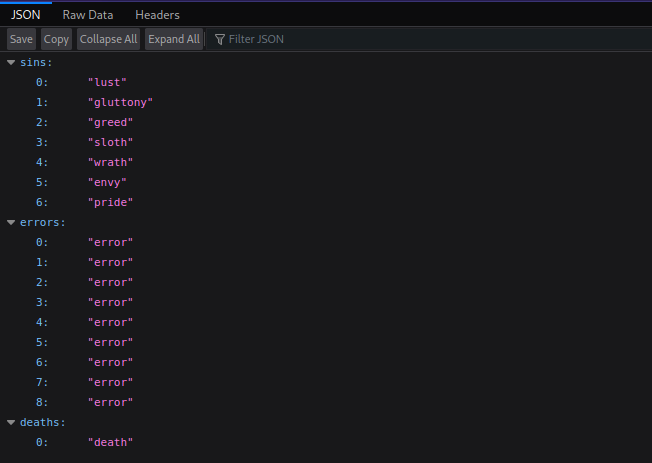 JSON Raw Data Headers
Save Copy Collapse All Expand All Filter JSON
sins:
0: "lust"
1: "gluttony"
2: "greed"
3: "sloth"
4: "wrath"
5: "envy"
6: "pride"
errors:
0: "error"
1: "error"
2: "error"
3: "error"
4: "error"
5: "error"
6: "error"
7: "error"
8: "error"
deaths:
0: "death"